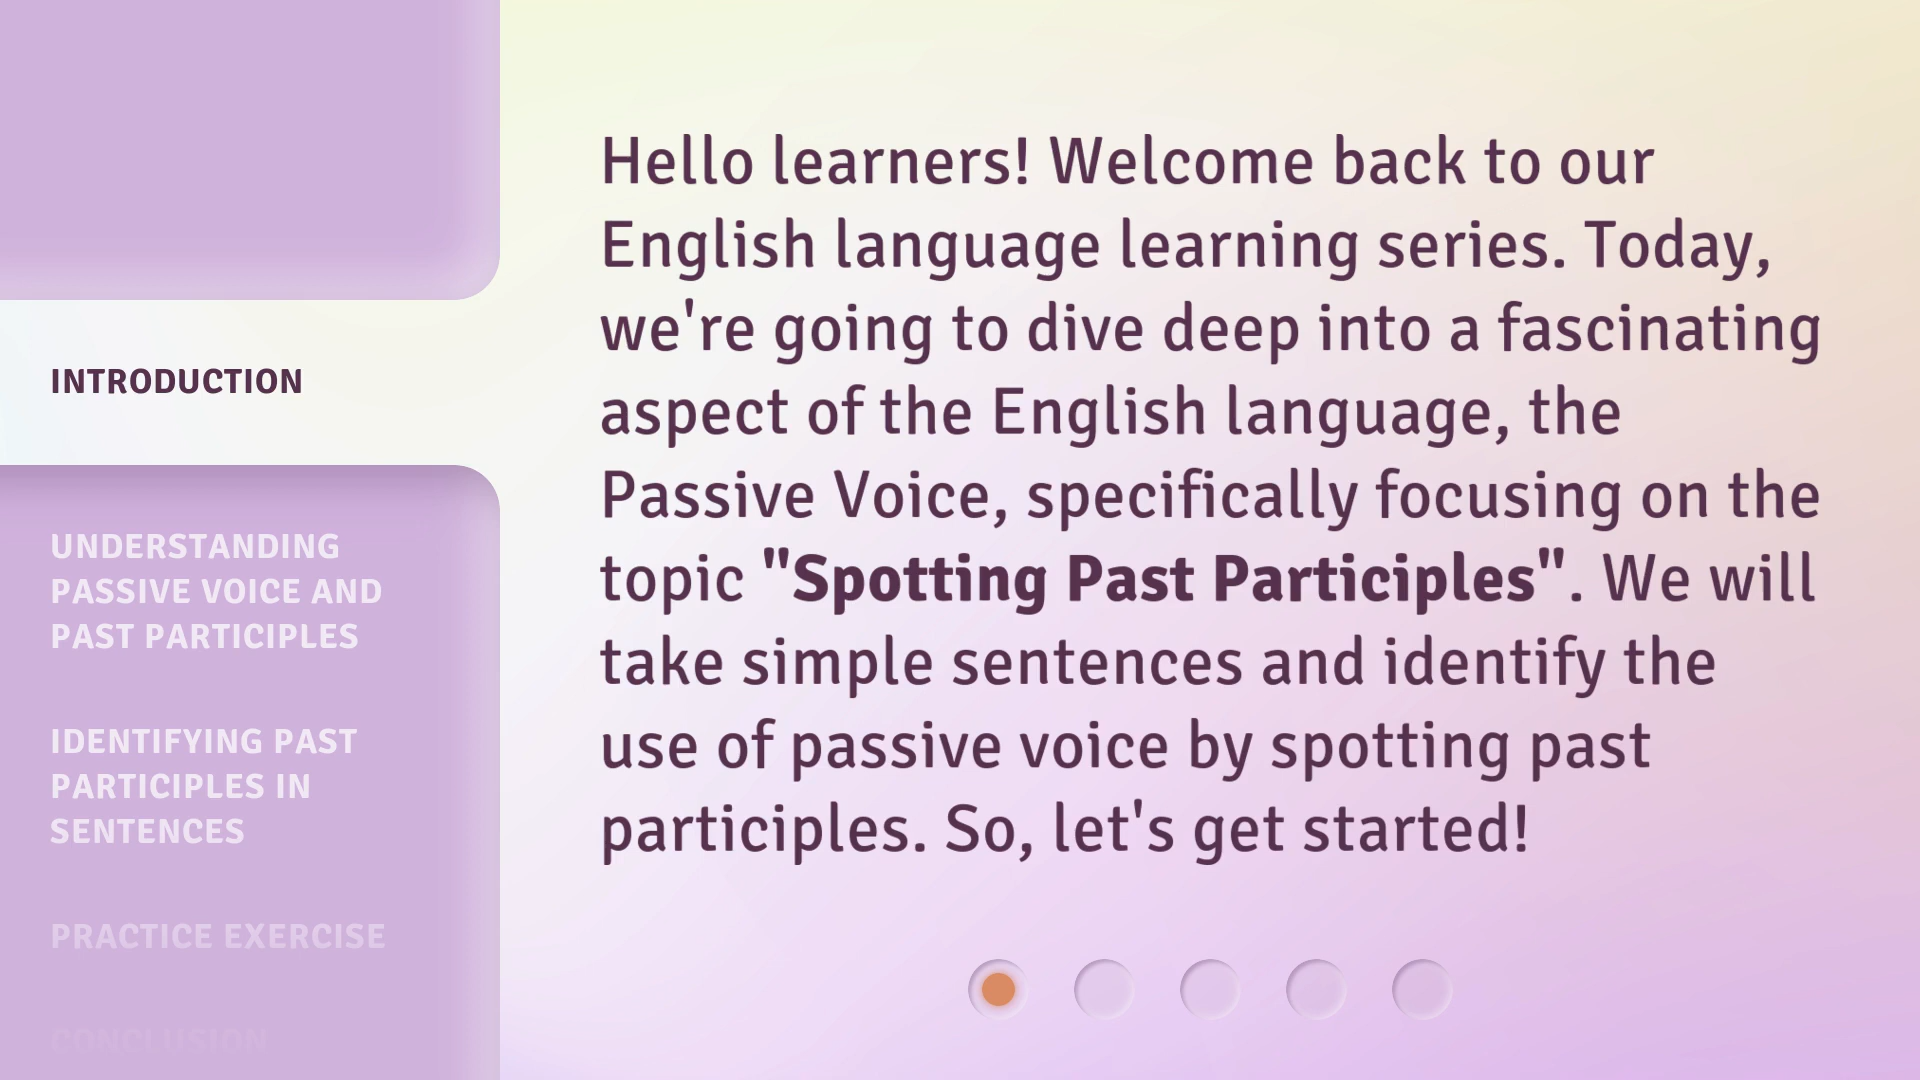 INTRODUCTION
UNDERSTANDING
PASSIVE VOICE AND
PAST PARTICIPLES
IDENTIFYING PAST
PARTICIPLES IN
SENTENCES
PRACTICE EXERCISE
CONCLUSION
Hello learners! Welcome back to our
English language learning series. Today,
we're going to dive deep into a fascinating
aspect of the English language, the
Passive Voice, specifically focusing on the
topic "Spotting Past Participles". We will
take simple sentences and identify the
use of passive voice by spotting past
participles. So, let's get started!